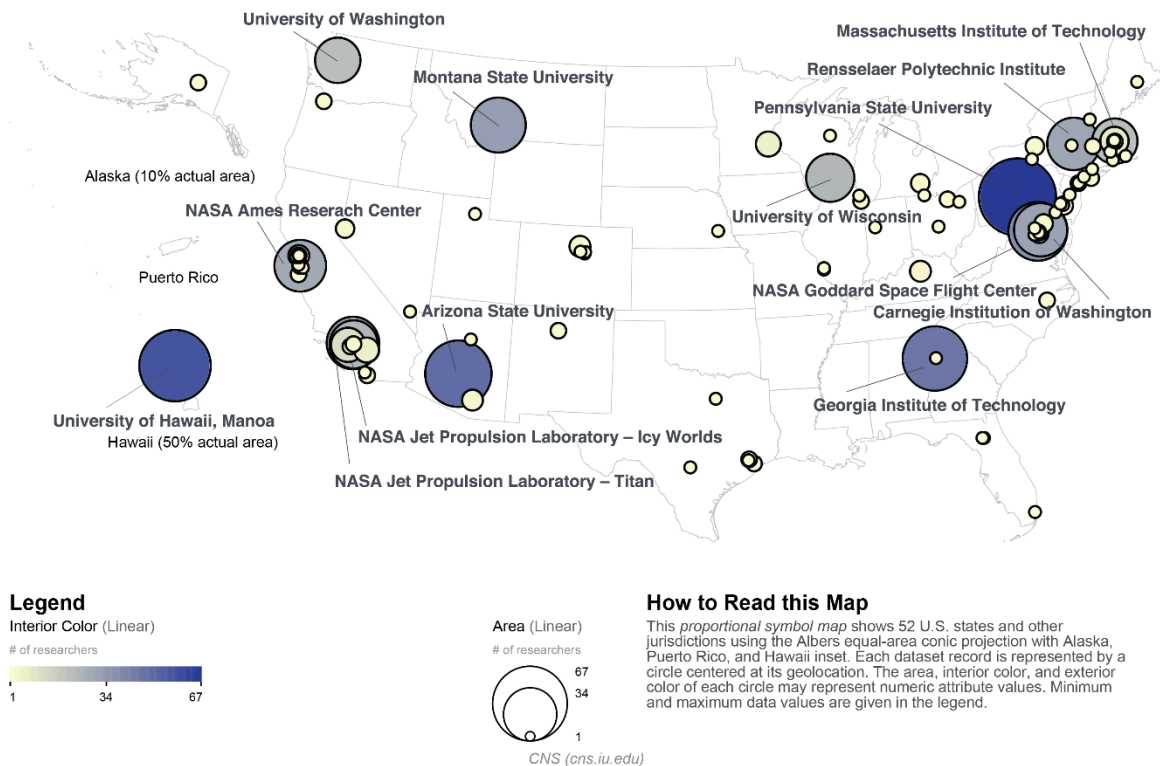 University of Washington
Massachusetts Institute of Technology
Rensselaer Polytechnic Institute
Montana State University
Pennsylvania State University
Alaska (10% actual area)
NASA Ames Reserach Center
University of Wisconsin
Puerto Rico
NASA Goddard Space Flight Center
Arizona State University
Carnegie Institution of Washington
Georgia Institute of Technology
University of Hawaii, Manoa
Hawaii (50% actual area)
NASA Jet Propulsion Laboratory – Icy Worlds
NASA Jet Propulsion Laboratory – Titan
Legend
Interior Color (Linear)
# of researchers
1 34 67
Area (Linear)
# of researchers
67
34
1
CNS (cns.iu.edu)
How to Read this Map
This proportional symbol map shows 52 U.S. states and other
jurisdictions using the Albers equal-area conic projection with Alaska,
Puerto Rico, and Hawaii inset. Each dataset record is represented by a
circle centered at its geolocation. The area, interior color, and exterior
color of each circle may represent numeric attribute values. Minimum
and maximum data values are given in the legend.